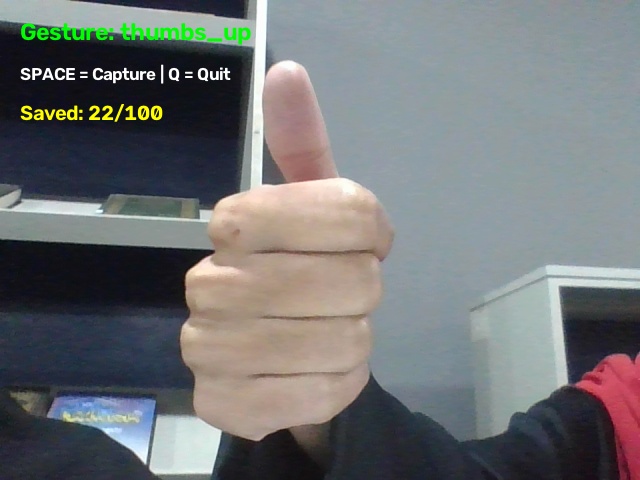 Gesture: thumbs_up
SPACE = Capture | Q = Quit
Saved: 22/100